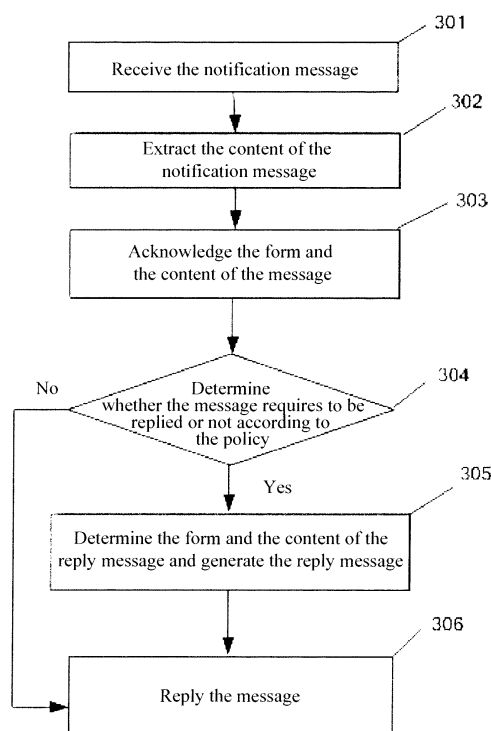 301
Receive the notification message
302
Extract the content of the
notification message
303
Acknowledge the form and
the content of the message
304
No
Determine
whether the message requires to be
replied or not according to
the policy
Yes
305
Determine the form and the content of the
reply message and generate the reply message
306
Reply the message